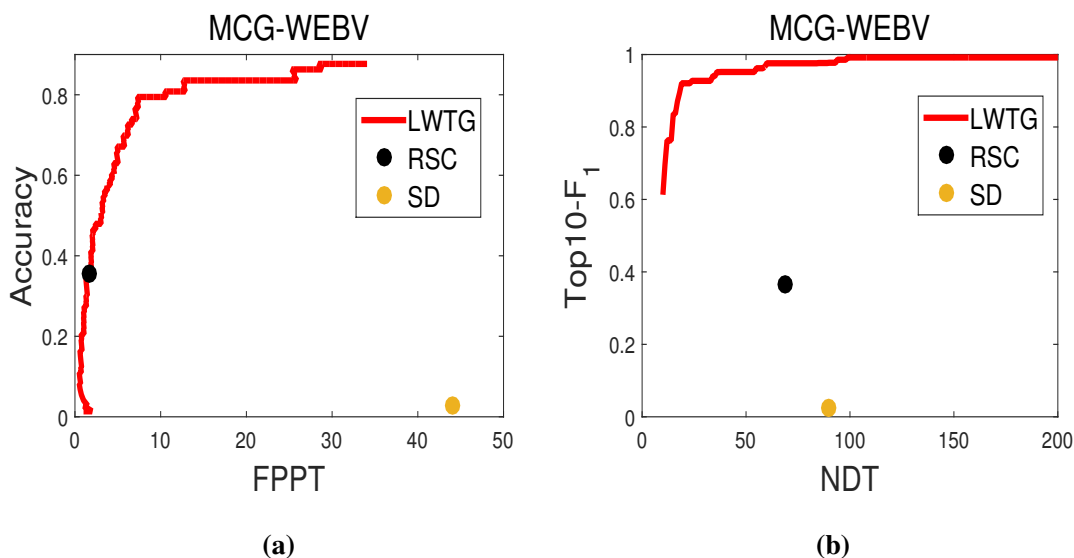 MCG-WEBV
Accuracy
0.8
0.6
0.4
0.2
0
0 10 20 30 40 50
FPPT
LWTG
RSC
SD
(a)
MCG-WEBV
Top10-F₁
1
0.8
0.6
0.4
0.2
0
0 50 100 150 200
NDT
LWTG
RSC
SD
(b)